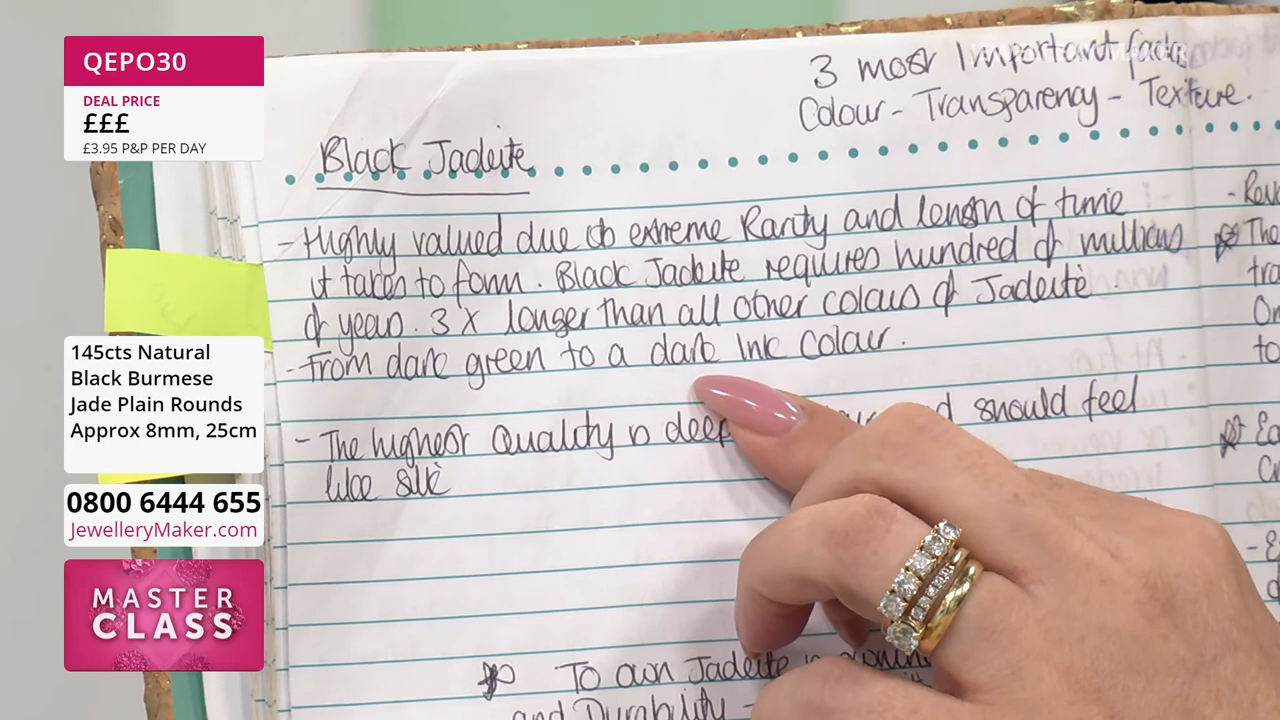 QEPO30
DEAL PRICE
£££
£3.95 P&P PER DAY
145cts Natural
Black Burmese
Jade Plain Rounds
Approx 8mm, 25cm
0800 6444 655
JewelleryMaker.com
MASTER
CLASS
3 most Important facts
Colour - Transparency - Texture.
Black Jadeite
- Highly valued due to extreme Rarity and length of time
it takes to form. Black Jadeite requires hundred of millions
of years. 3 x longer than all other colours of Jadeite.
- From dark green to a dark Ink Colour.
- The highest Quality is deep should feel
like silk
To own Jadeite is
and Durability -